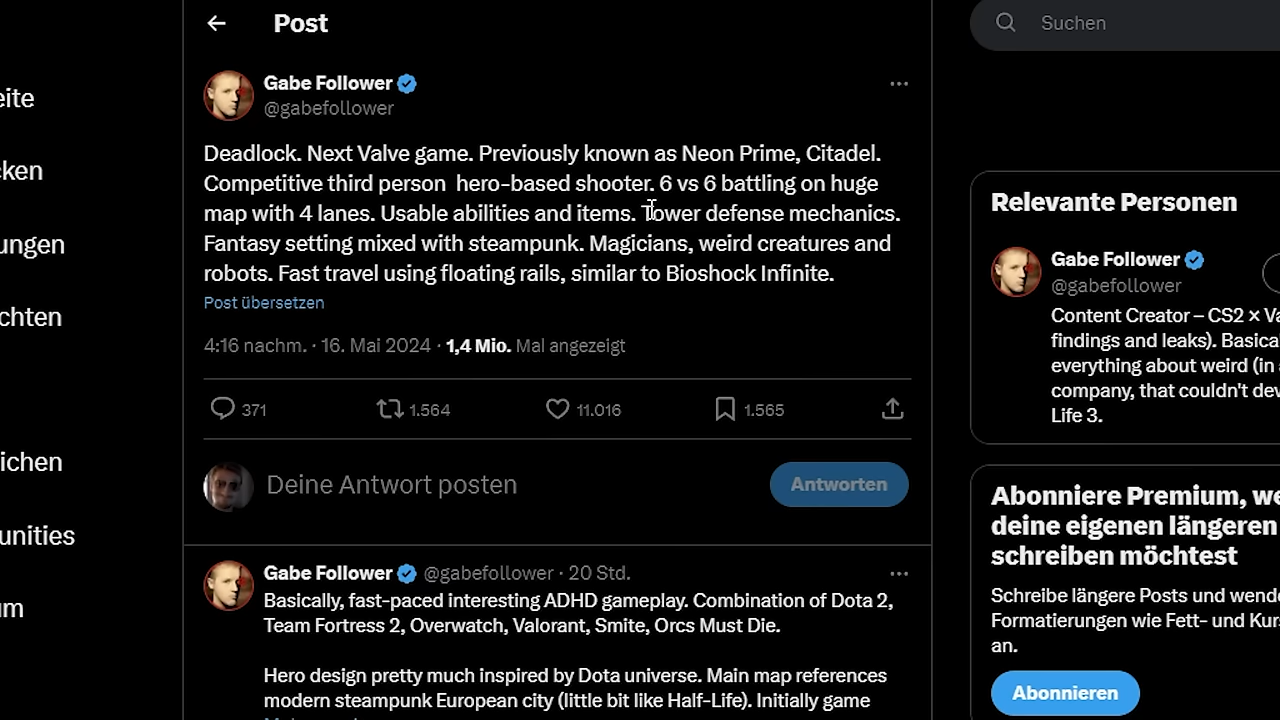 Post
Suchen
Gabe Follower
@gabefollower
eite
Deadlock. Next Valve game. Previously known as Neon Prime, Citadel.
Competitive third person hero-based shooter. 6 vs 6 battling on huge
map with 4 lanes. Usable abilities and items. Tower defense mechanics.
Fantasy setting mixed with steampunk. Magicians, weird creatures and
robots. Fast travel using floating rails, similar to Bioshock Infinite.
Post übersetzen
4:16 nachm. · 16. Mai 2024 · 1,4 Mio. Mal angezeigt
371 1.564 11.016 1.565
Deine Antwort posten
Antworten
Gabe Follower @gabefollower · 20 Std.
Basically, fast-paced interesting ADHD gameplay. Combination of Dota 2,
Team Fortress 2, Overwatch, Valorant, Smite, Orcs Must Die.
Hero design pretty much inspired by Dota universe. Main map references
modern steampunk European city (little bit like Half-Life). Initially game
cken
ungen
chten
ichen
unities
um
Relevante Personen
Gabe Follower
@gabefollower
Content Creator – CS2 × Va
findings and leaks). Basica
everything about weird (in a
company, that couldn't dev
Life 3.
Abonniere Premium, we
deine eigenen längeren
schreiben möchtest
Schreibe längere Posts und wende
Formatierungen wie Fett- und Kurs
an.
Abonnieren